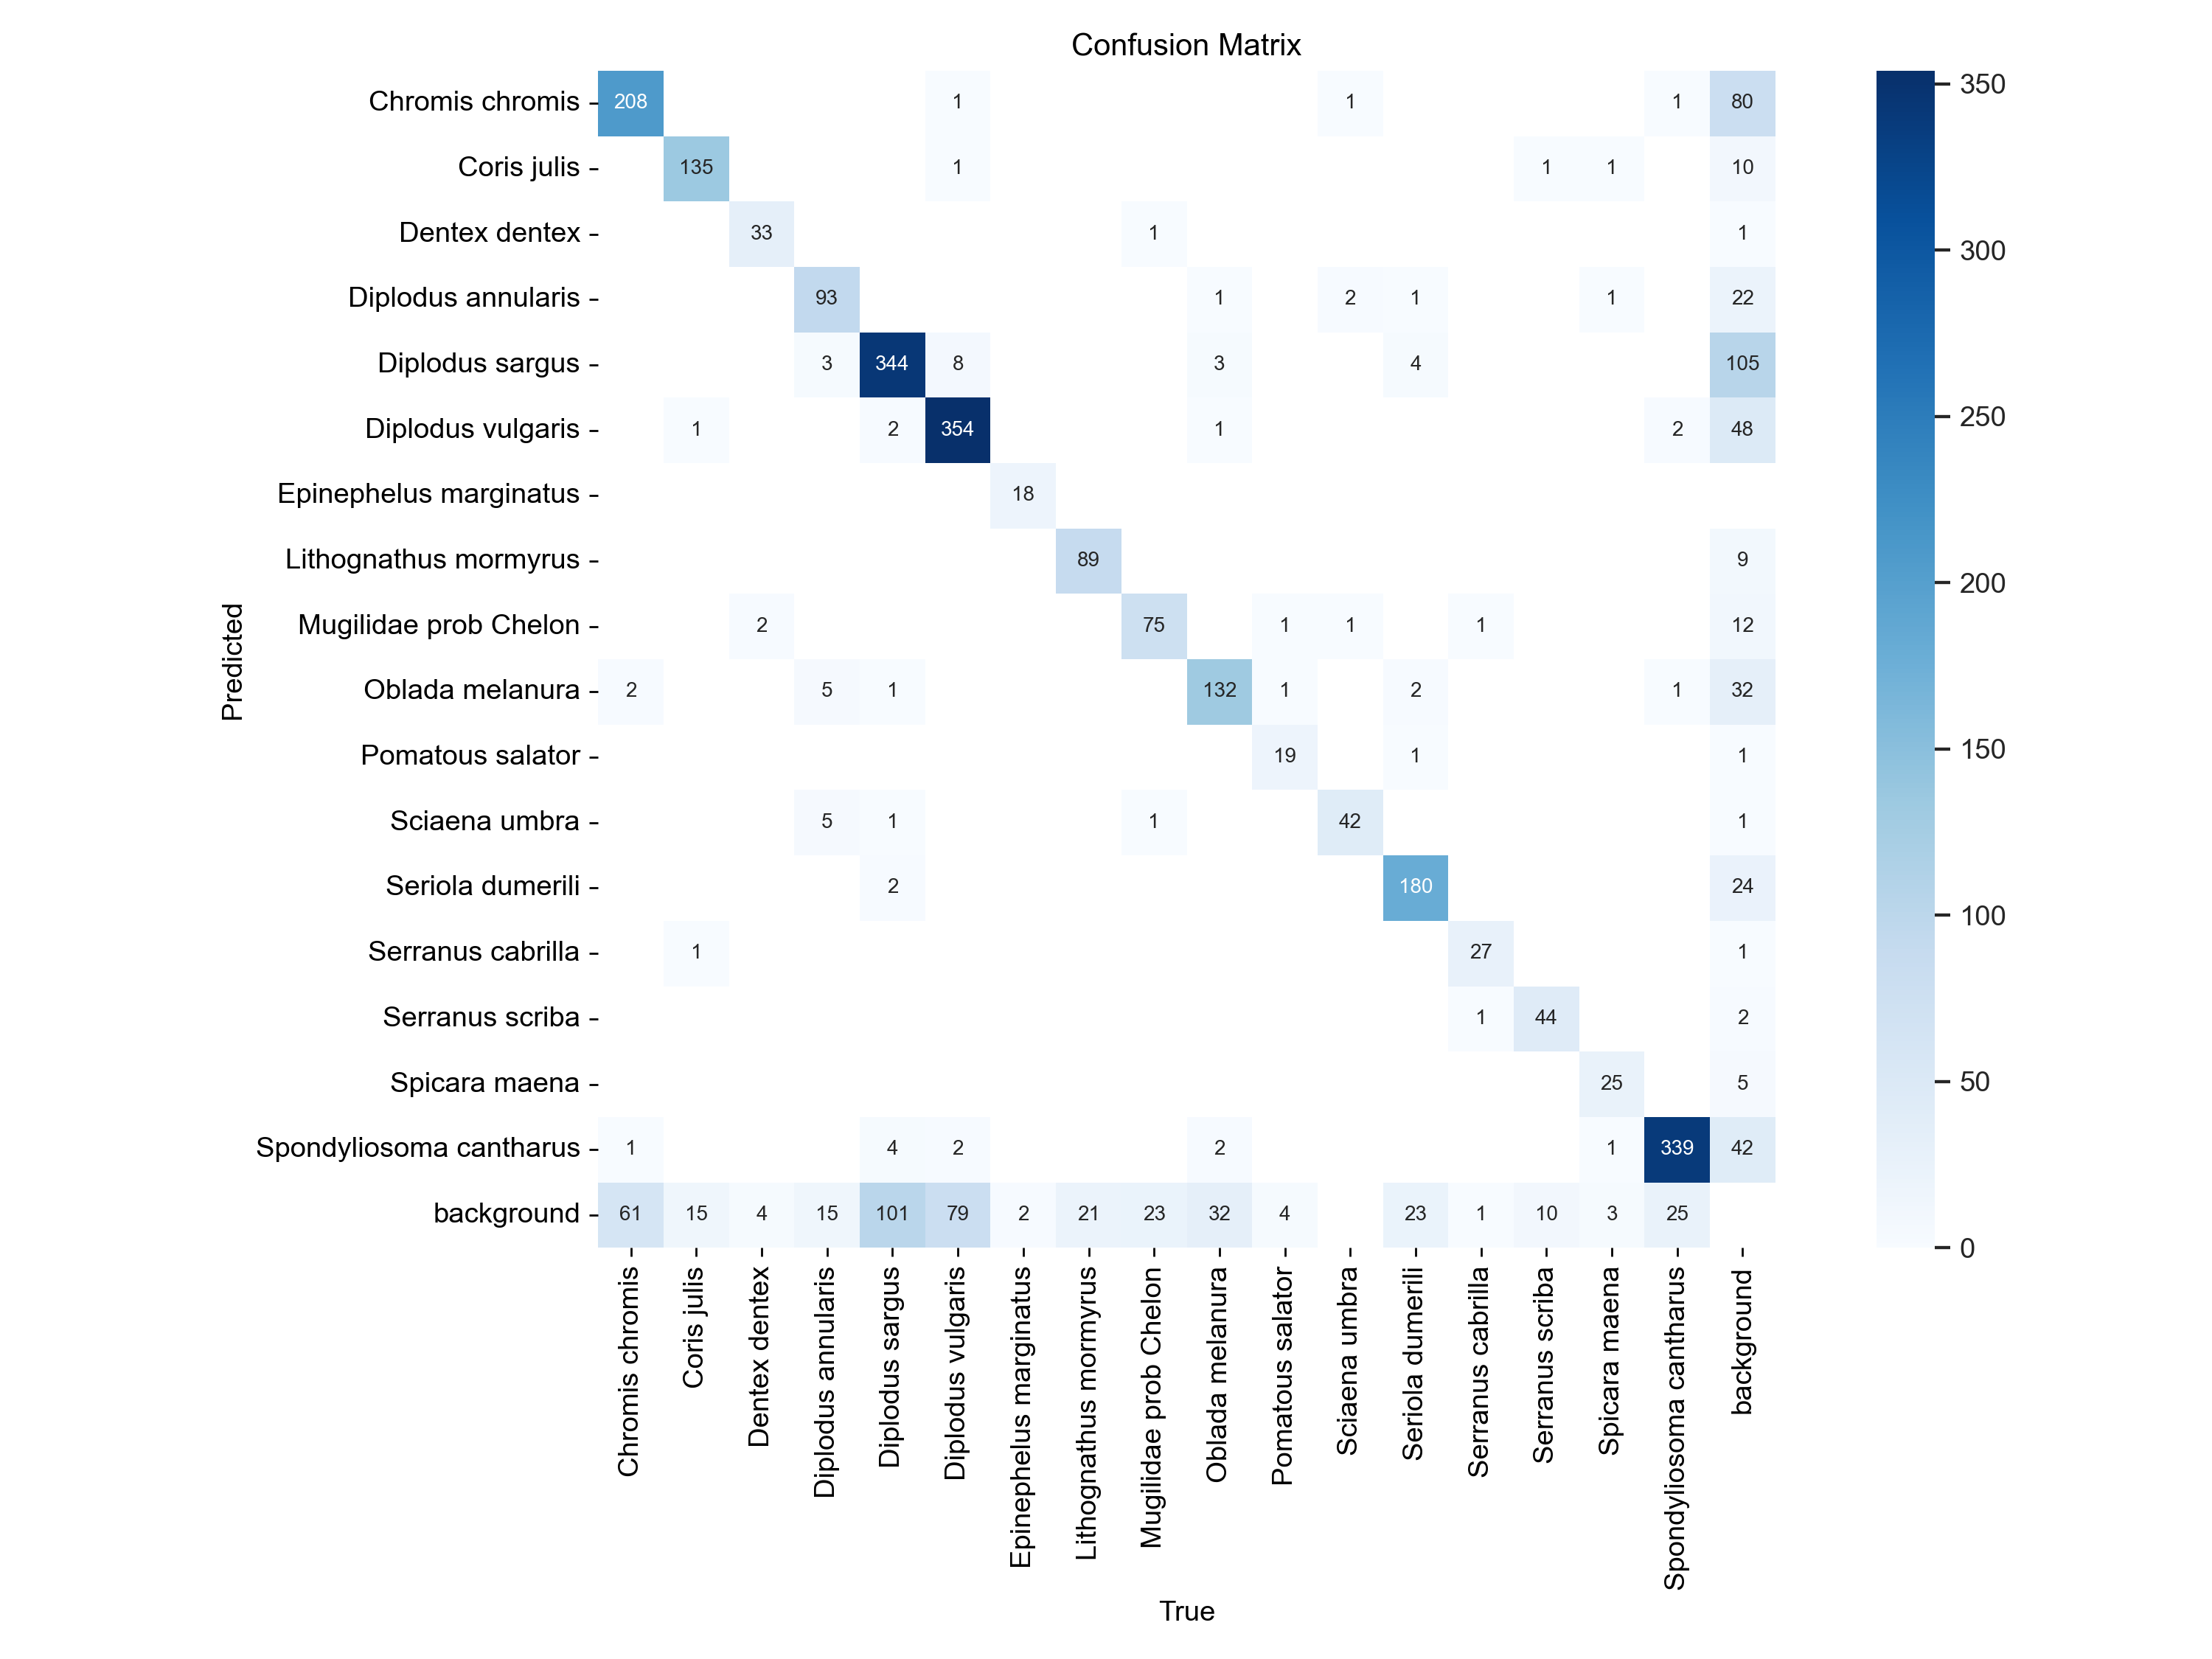 Confusion Matrix
Chromis chromis 208 1 1 1 80
Coris julis 135 1 1 1 10
Dentex dentex 33 1 1
Diplodus annularis 93 1 2 1 1 22
Diplodus sargus 3 344 8 3 4 105
Diplodus vulgaris 1 2 354 1 2 48
Epinephelus marginatus 18
Lithognathus mormyrus 89 9
Mugilidae prob Chelon 2 75 1 1 1 12
Oblada melanura 2 5 1 132 1 2 1 32
Pomatous salator 19 1 1
Sciaena umbra 5 1 1 42 1
Seriola dumerili 2 180 24
Serranus cabrilla 1 27 1
Serranus scriba 1 44 2
Spicara maena 25 5
Spondyliosoma cantharus 1 4 2 2 1 339 42
background 61 15 4 15 101 79 2 21 23 32 4 23 1 10 3 25
Predicted
Chromis chromis
Coris julis
Dentex dentex
Diplodus annularis
Diplodus sargus
Diplodus vulgaris
Epinephelus marginatus
Lithognathus mormyrus
Mugilidae prob Chelon
Oblada melanura
Pomatous salator
Sciaena umbra
Seriola dumerili
Serranus cabrilla
Serranus scriba
Spicara maena
Spondyliosoma cantharus
background
True
350
300
250
200
150
100
50
0